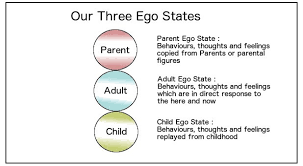 Our Three Ego States
Parent
Parent Ego State :
Behaviours, thoughts and feelings
copied from Parents or parental
figures
Adult
Adult Ego State :
Behaviours, thoughts and feelings
which are in direct response to
the here and now
Child
Child Ego State :
Behaviours, thoughts and feelings
replayed from childhood